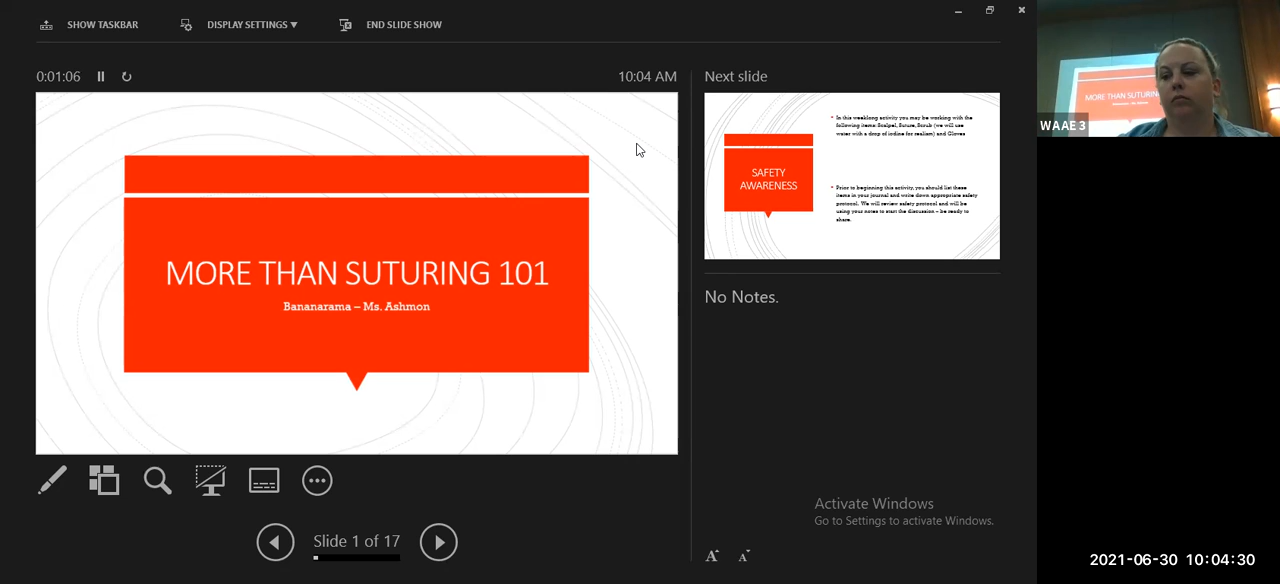 SHOW TASKBAR
DISPLAY SETTINGS
END SLIDE SHOW
0:01:06
10:04 AM
MORE THAN SUTURING 101
Bananarama – Ms. Ashmon
Next slide
SAFETY
AWARENESS
In this weeklong activity you may be working with the
following items: Scalpel, Suture, Scrub (we will use
water with a drop of iodine for realism) and Gloves
Prior to beginning this activity, you should list these
items in your journal and write down appropriate safety
protocol. We will review safety protocol and will be
using your notes to start the discussion – be ready to
share.
No Notes.
Slide 1 of 17
Activate Windows
Go to Settings to activate Windows.
A A
MORE THAN SUTURING
WAAE 3
2021-06-30 10:04:30